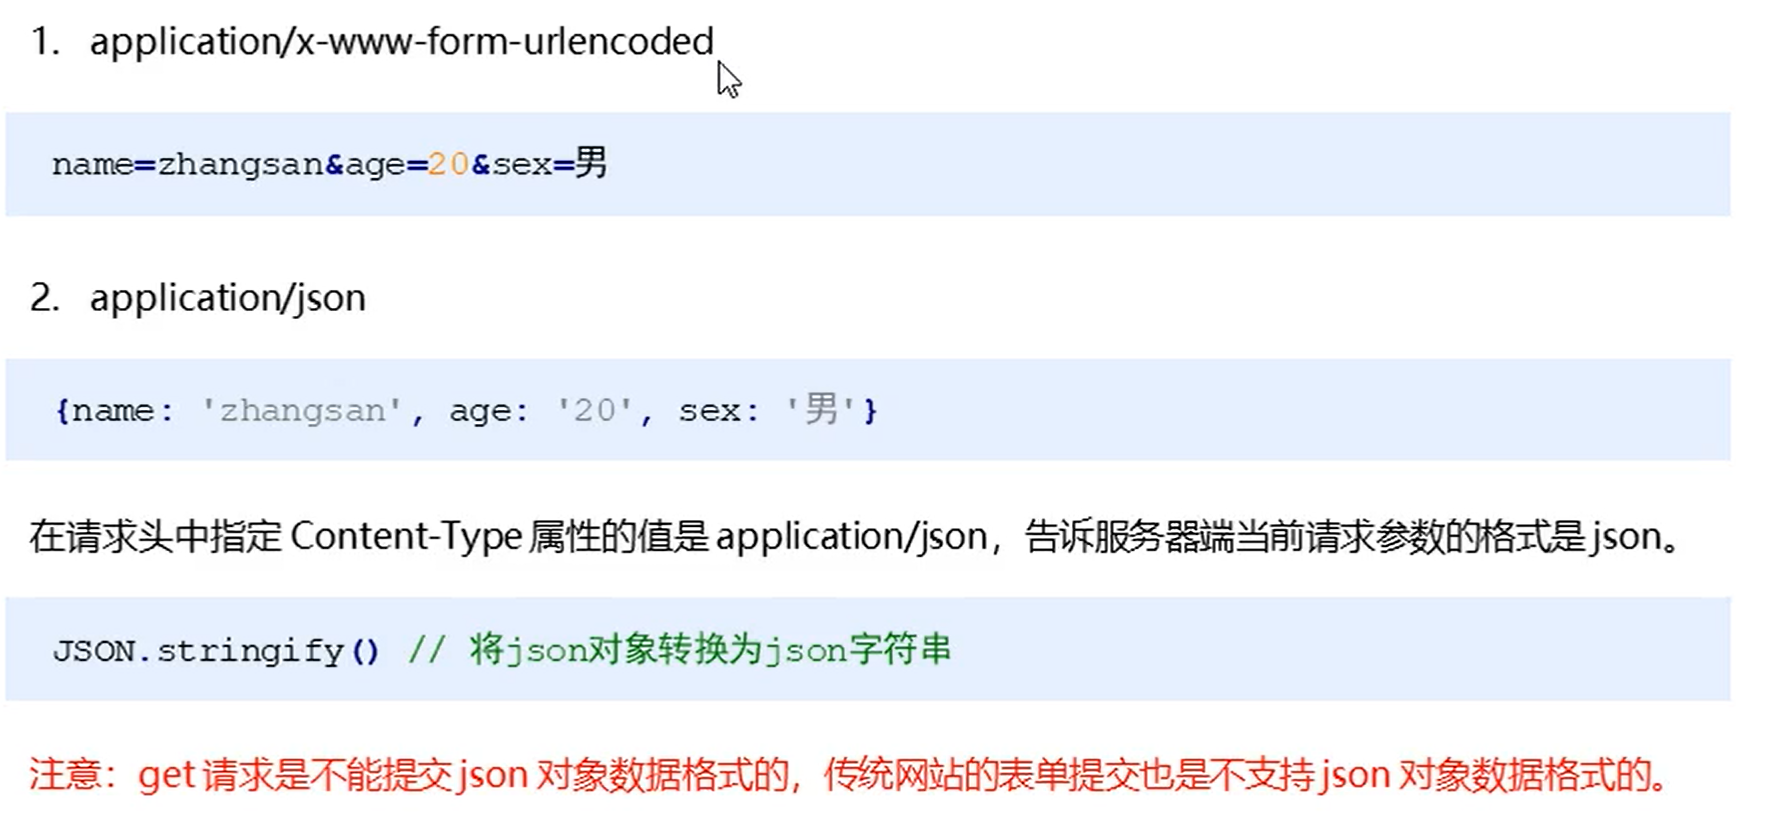 1. application/x-www-form-urlencoded
name=zhangsan&age=20&sex=男
2. application/json
{name: 'zhangsan', age: '20', sex: '男'}
在请求头中指定 Content-Type 属性的值是 application/json，告诉服务器端当前请求参数的格式是 json。
JSON.stringify() // 将json对象转换为json字符串
注意：get 请求是不能提交 json 对象数据格式的，传统网站的表单提交也是不支持 json 对象数据格式的。